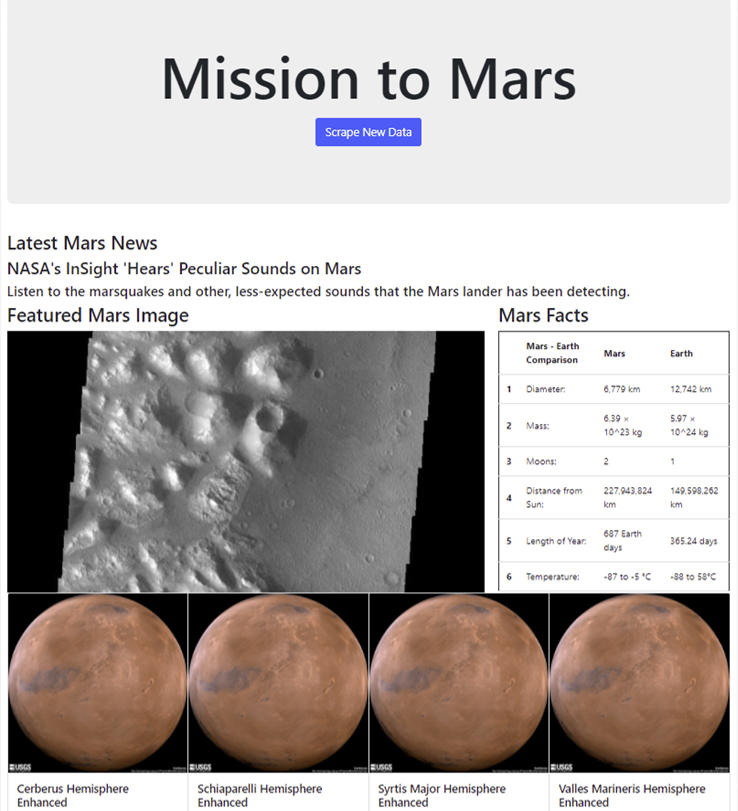 Mission to Mars
Scrape New Data
Latest Mars News
NASA's InSight 'Hears' Peculiar Sounds on Mars
Listen to the marsquakes and other, less-expected sounds that the Mars lander has been detecting.
Featured Mars Image
Mars Facts
Mars - Earth
Comparison
Mars
Earth
1 Diameter: 6,779 km 12,742 km
2 Mass: 6.39 ×
10^23 kg
5.97 ×
10^24 kg
3 Moons: 2 1
4 Distance from
Sun:
227,943,824
km
149,598,262
km
5 Length of Year: 687 Earth
days
365.24 days
6 Temperature: -87 to -5 °C -88 to 58°C
USGS
USGS
USGS
USGS
Cerberus Hemisphere
Enhanced
Schiaparelli Hemisphere
Enhanced
Syrtis Major Hemisphere
Enhanced
Valles Marineris Hemisphere
Enhanced